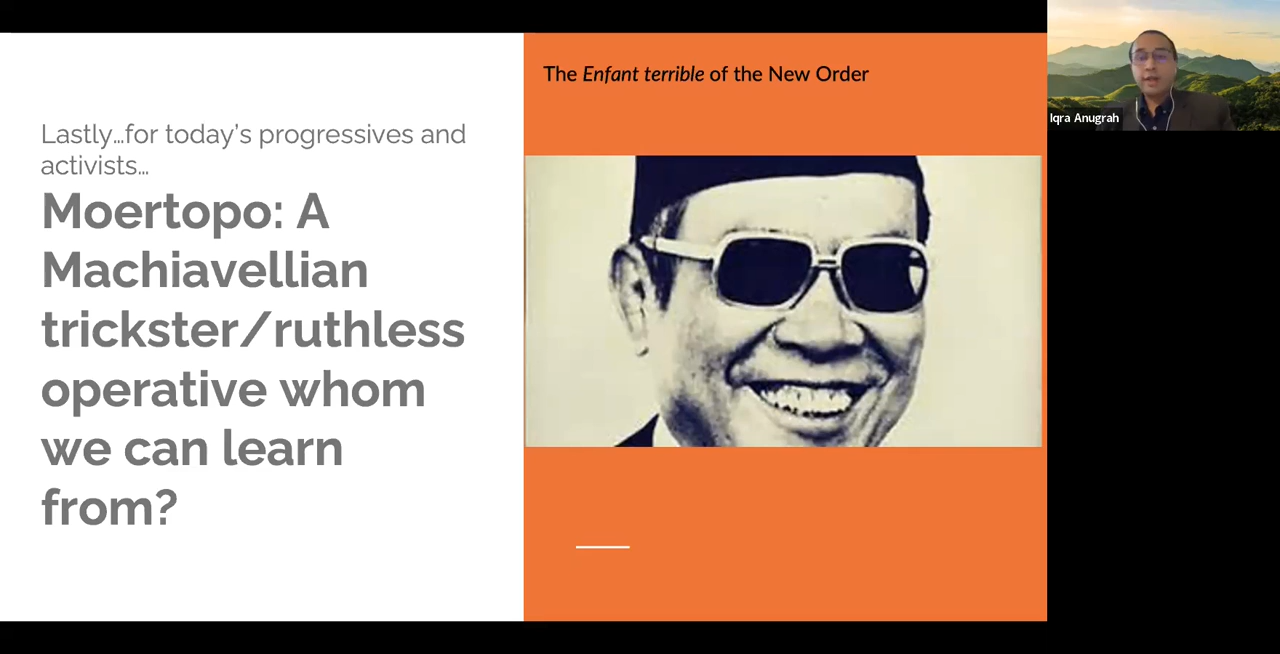 Lastly…for today’s progressives and
activists…
Moertopo: A
Machiavellian
trickster/ruthless
operative whom
we can learn
from?
The Enfant terrible of the New Order
Iqra Anugrah